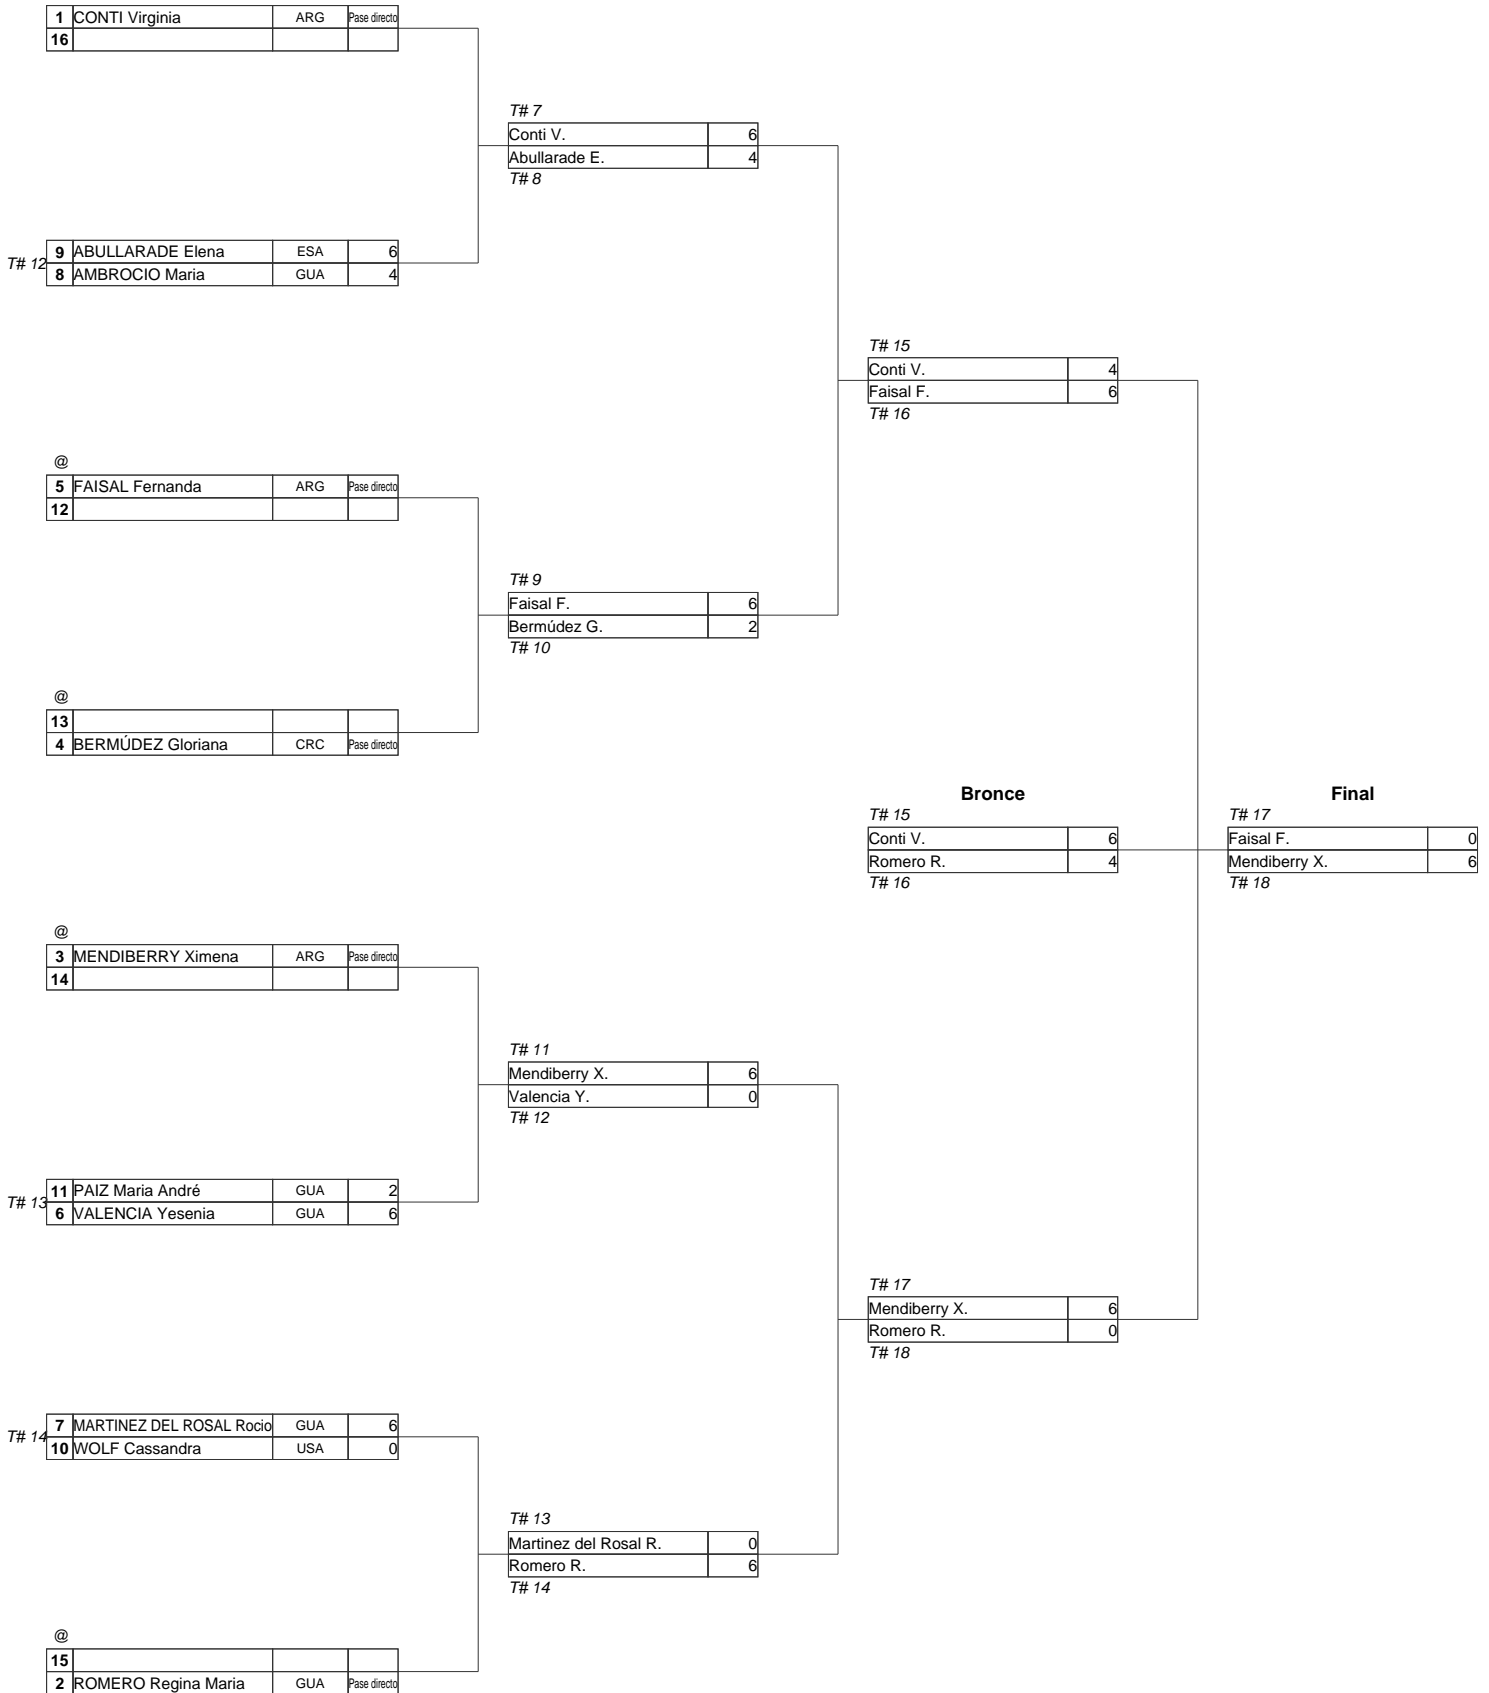 1 CONTI Virginia ARG Pase directo
16
T# 7
Conti V. 6
Abullarade E. 4
T# 8
T# 12
9 ABULLARADE Elena ESA 6
8 AMBROCIO Maria GUA 4
T# 15
Conti V. 4
Faisal F. 6
T# 16
@
5 FAISAL Fernanda ARG Pase directo
12
T# 9
Faisal F. 6
Bermúdez G. 2
T# 10
@
13
4 BERMÚDEZ Gloriana CRC Pase directo
Bronce
T# 15
Conti V. 6
Romero R. 4
T# 16
Final
T# 17
Faisal F. 0
Mendiberry X. 6
T# 18
@
3 MENDIBERRY Ximena ARG Pase directo
14
T# 11
Mendiberry X. 6
Valencia Y. 0
T# 12
T# 13
11 PAIZ Maria André GUA 2
6 VALENCIA Yesenia GUA 6
T# 17
Mendiberry X. 6
Romero R. 0
T# 18
T# 14
7 MARTINEZ DEL ROSAL Rocio GUA 6
10 WOLF Cassandra USA 0
T# 13
Martinez del Rosal R. 0
Romero R. 6
T# 14
@
15
2 ROMERO Regina Maria GUA Pase directo